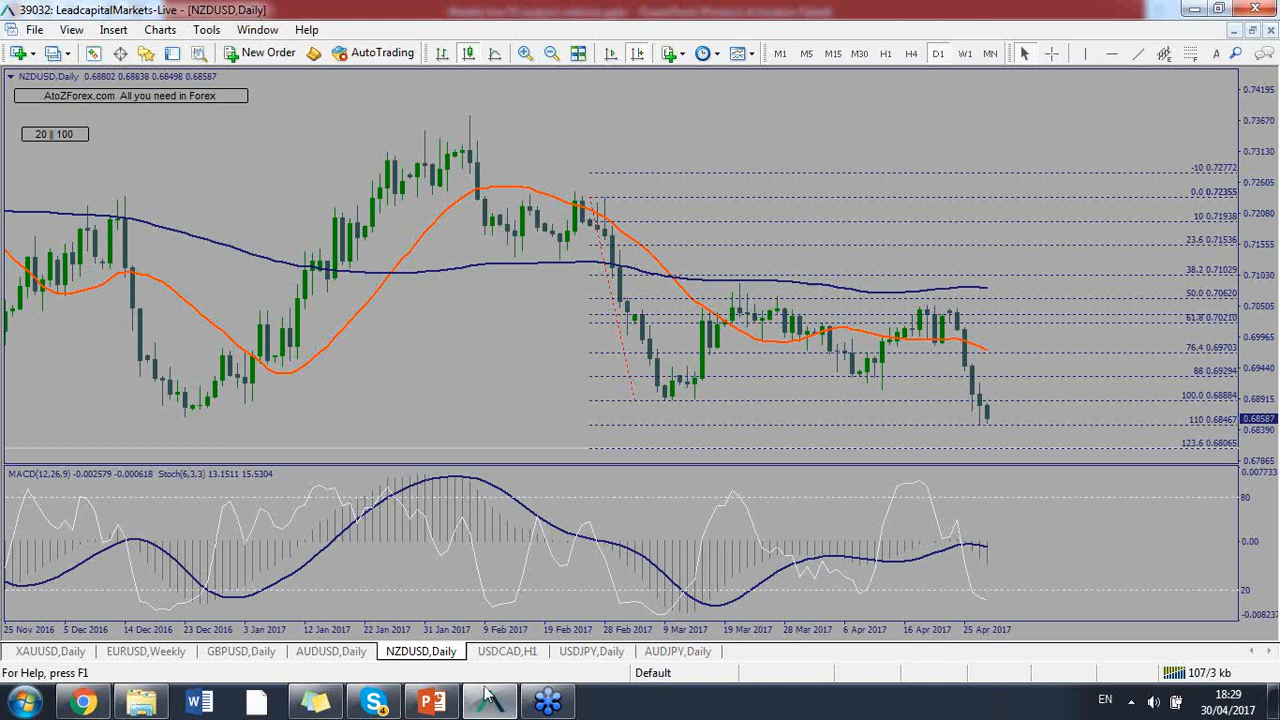 39032: LeadcapitalMarkets-Live - [NZDUSD,Daily]
File View Insert Charts Tools Window Help
New Order AutoTrading M1 M5 M15 M30 H1 H4 D1 W1 MN A
NZDUSD,Daily 0.68802 0.68838 0.68498 0.68587
AtoZForex.com All you need in Forex
20 || 100
0.74195
0.73670
0.73130
-10 0.72772
0.72605
0.0 0.72355
10 0.71938
0.72080
23.6 0.71536
0.71555
38.2 0.71029
0.71030
50.0 0.70620
0.70505
61.8 0.70210
0.69965
76.4 0.69703
88 0.69294
0.69440
100.0 0.68884
0.68915
110 0.68467
0.68587
0.68390
123.6 0.68065
0.67865
MACD(12,26,9) -0.002579 -0.000618 Stoch(6,3,3) 13.1511 15.5304
0.007733
80
0.00
20
25 Nov 2016 5 Dec 2016 14 Dec 2016 23 Dec 2016 3 Jan 2017 12 Jan 2017 22 Jan 2017 31 Jan 2017 9 Feb 2017 19 Feb 2017 28 Feb 2017 9 Mar 2017 19 Mar 2017 28 Mar 2017 6 Apr 2017 16 Apr 2017 25 Apr 2017
XAUUSD,Daily EURUSD,Weekly GBPUSD,Daily AUDUSD,Daily NZDUSD,Daily USDCAD,H1 USDJPY,Daily AUDJPY,Daily
For Help, press F1 Default 107/3 kb
EN 18:29
30/04/2017